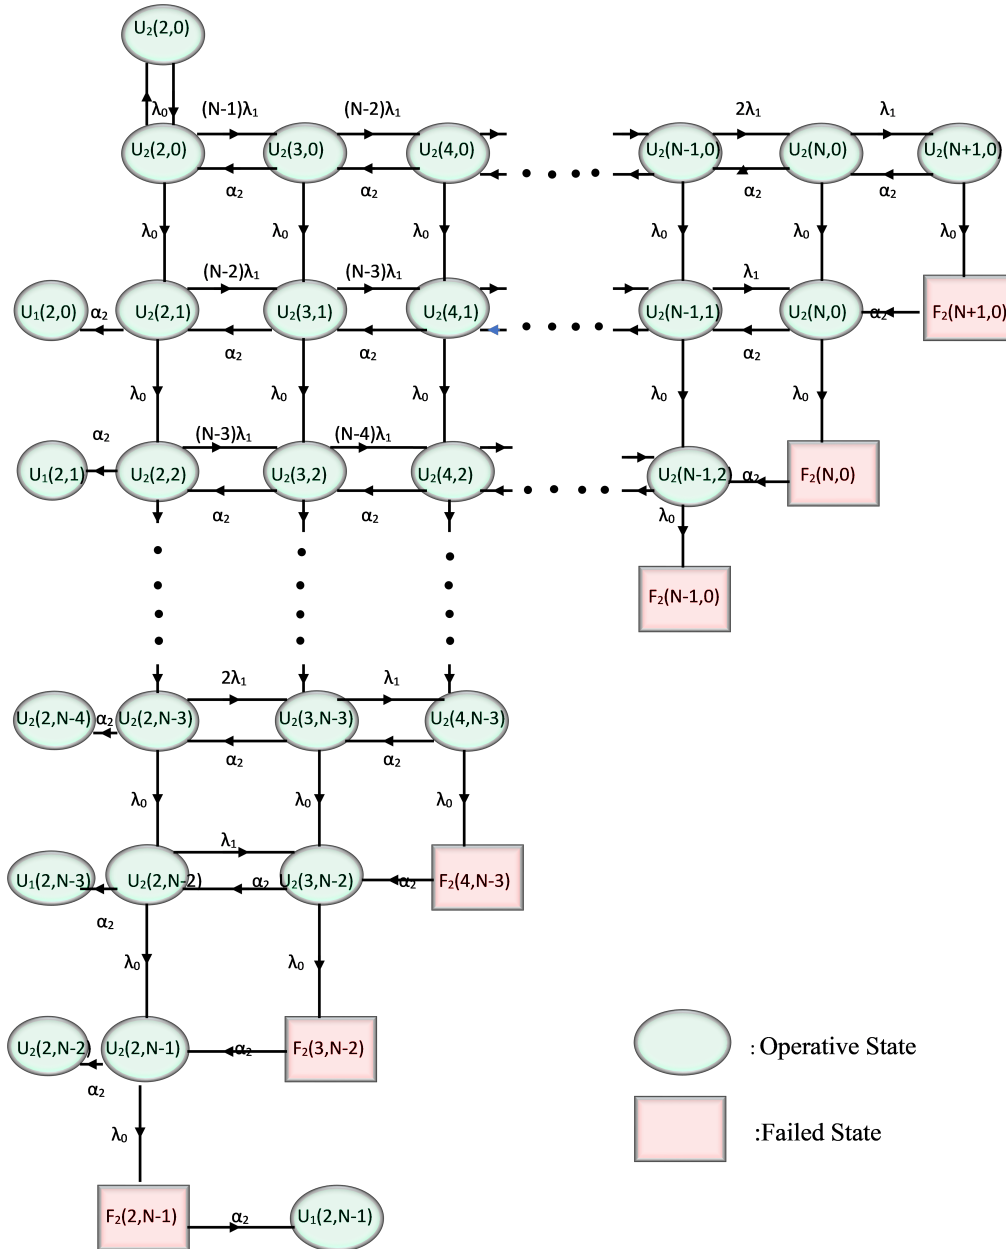 U₂(2,0)
λ₀ (N-1)λ₁ (N-2)λ₁ 2λ₁ λ₁
U₂(2,0) U₂(3,0) U₂(4,0) U₂(N-1,0) U₂(N,0) U₂(N+1,0)
α₂ α₂ α₂ α₂
λ₀ λ₀ λ₀ λ₀ λ₀ λ₀
(N-2)λ₁ (N-3)λ₁ λ₁
U₁(2,0) α₂ U₂(2,1) U₂(3,1) U₂(4,1) U₂(N-1,1) U₂(N,0) α₂ F₂(N+1,0)
α₂ α₂ α₂
λ₀ λ₀ λ₀ λ₀ λ₀
α₂ (N-3)λ₁ (N-4)λ₁
U₁(2,1) U₂(2,2) U₂(3,2) U₂(4,2) U₂(N-1,2) α₂ F₂(N,0)
α₂ α₂ λ₀
F₂(N-1,0)
2λ₁ λ₁
U₂(2,N-4) α₂ U₂(2,N-3) U₂(3,N-3) U₂(4,N-3)
α₂ α₂
λ₀ λ₀ λ₀
λ₁
U₁(2,N-3) U₂(2,N-2) α₂ U₂(3,N-2) α₂ F₂(4,N-3)
α₂
λ₀ λ₀
U₂(2,N-2) U₂(2,N-1) α₂ F₂(3,N-2)
α₂
: Operative State
λ₀
:Failed State
F₂(2,N-1) α₂ U₁(2,N-1)